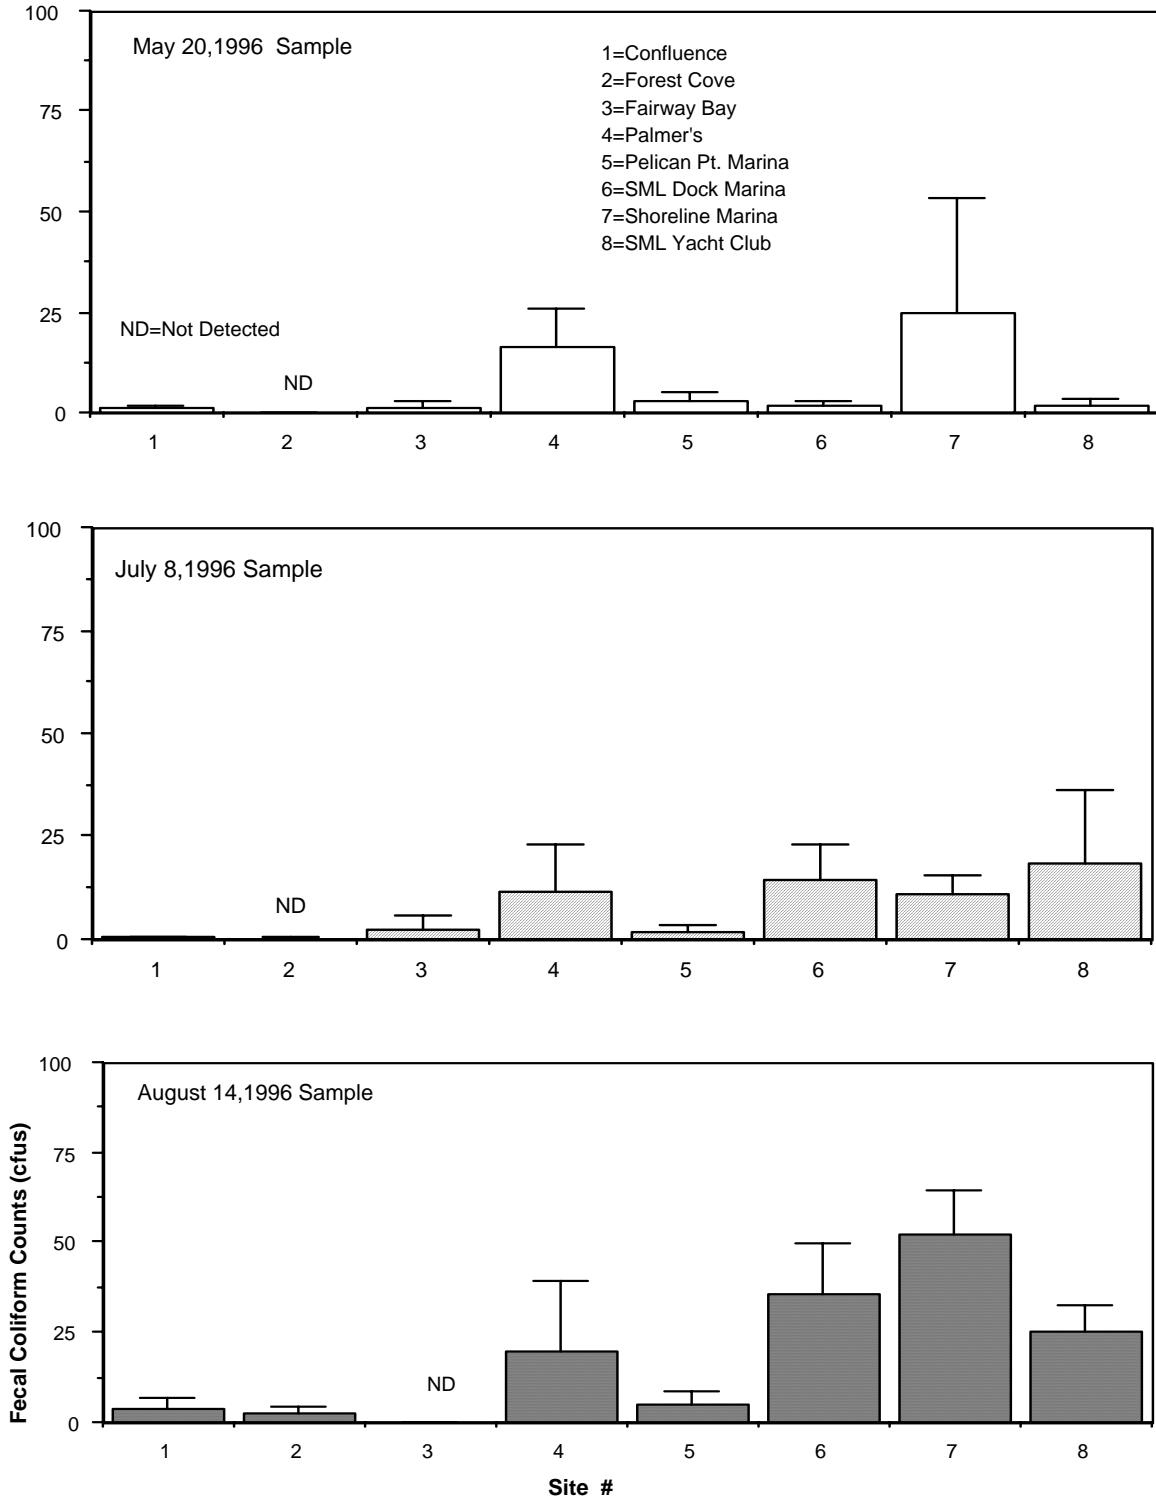 100
May 20,1996  Sample
1=Confluence
2=Forest Cove
3=Fairway Bay
4=Palmer's
5=Pelican Pt. Marina
6=SML Dock Marina
7=Shoreline Marina
8=SML Yacht Club
75
50
25
ND=Not Detected
ND
0
1 2 3 4 5 6 7 8
100
July 8,1996 Sample
75
50
25
ND
0
1 2 3 4 5 6 7 8
100
August 14,1996 Sample
75
50
25
ND
0
Fecal Coliform Counts (cfus)
1 2 3 4 5 6 7 8
Site  #